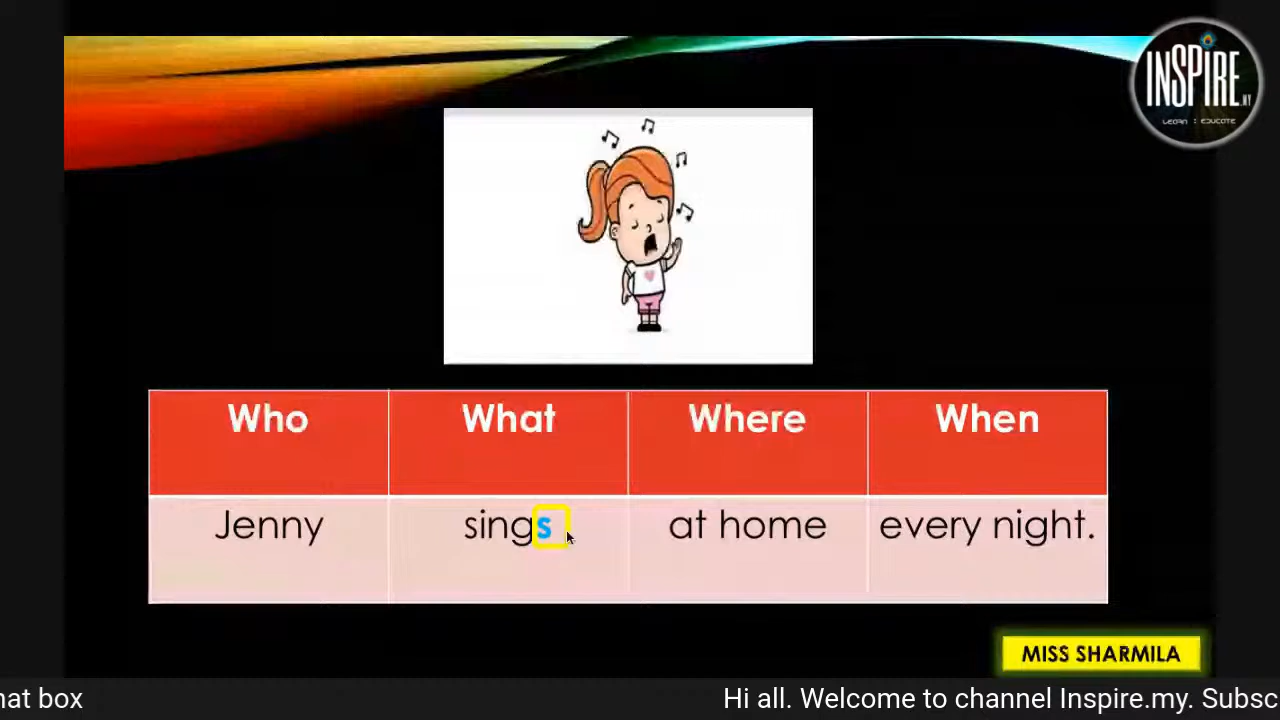 INSPIRE.MY
LEARN : EDUCATE
Who What Where When
Jenny sings at home every night.
MISS SHARMILA
hat box Hi all. Welcome to channel Inspire.my. Subsc